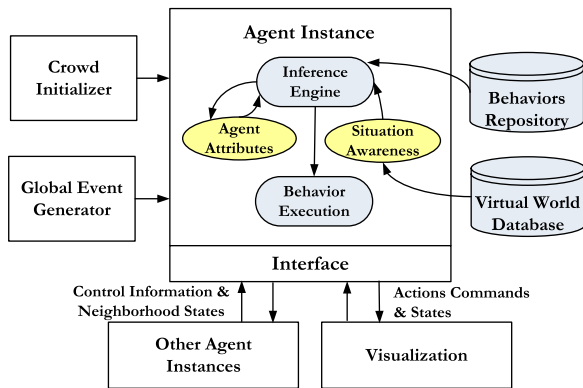 Agent Instance
Crowd
Initializer
Inference
Engine
Behaviors
Repository
Agent
Attributes
Situation
Awareness
Global Event
Generator
Behavior
Execution
Virtual World
Database
Interface
Control Information &
Neighborhood States
Actions Commands
& States
Other Agent
Instances
Visualization